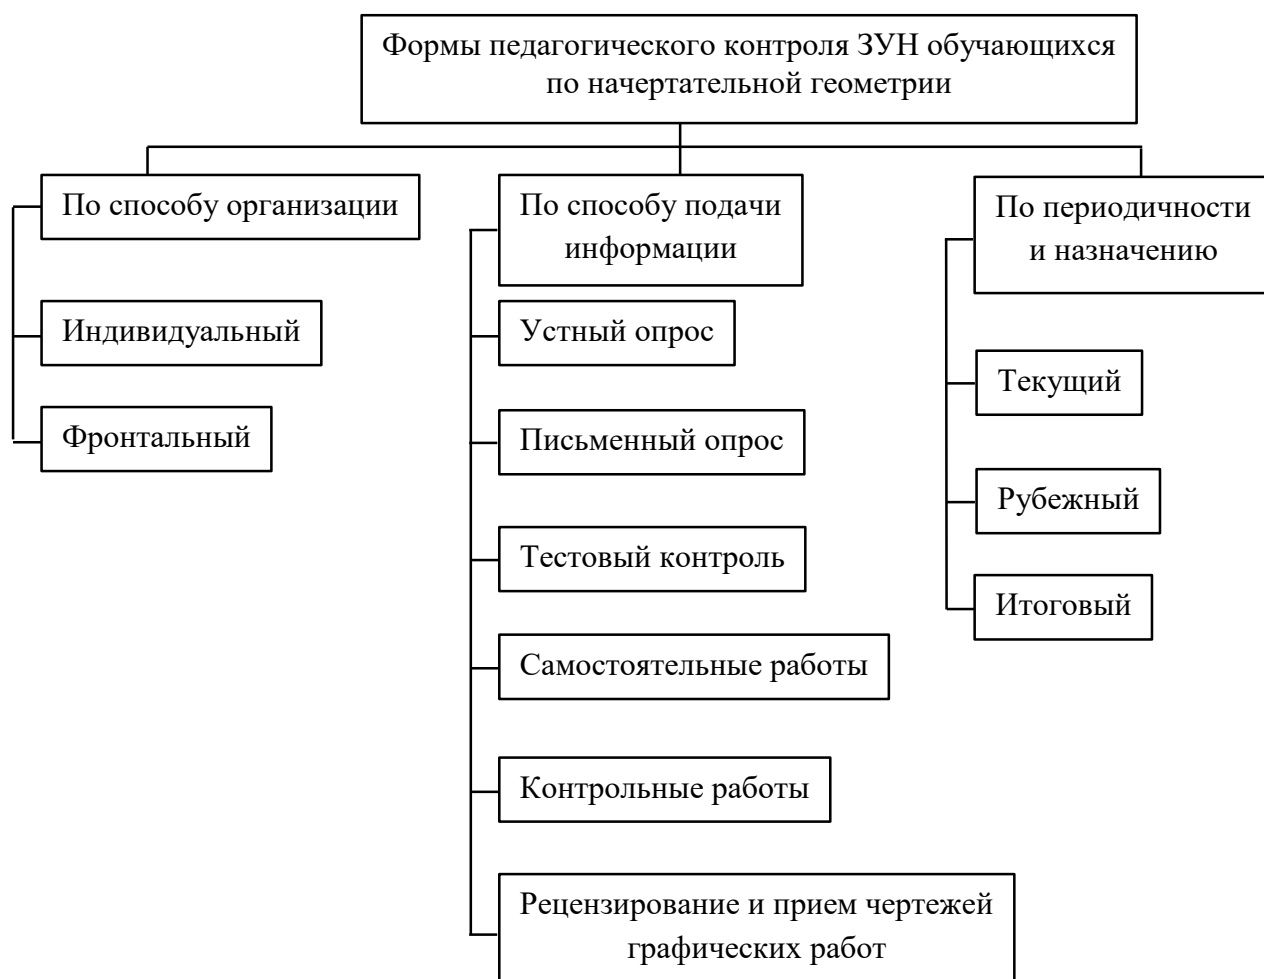 Формы педагогического контроля ЗУН обучающихся
по начертательной геометрии
По способу организации
Индивидуальный
Фронтальный
По способу подачи
информации
Устный опрос
Письменный опрос
Тестовый контроль
Самостоятельные работы
Контрольные работы
Рецензирование и прием чертежей
графических работ
По периодичности
и назначению
Текущий
Рубежный
Итоговый